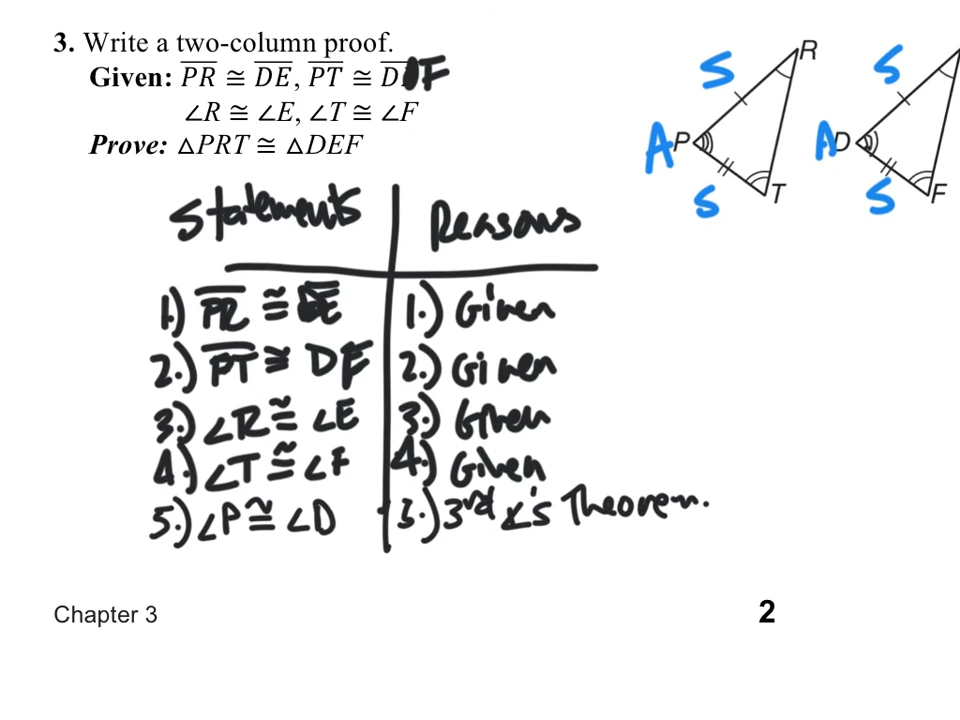 3. Write a two-column proof.
Given: PR ≅ DE, PT ≅ DF
∠R ≅ ∠E, ∠T ≅ ∠F
Prove: △PRT ≅ △DEF
S R S
A P T S A D F S
Statements Reasons
1.) PR ≅ DE 1.) Given
2.) PT ≅ DF 2.) Given
3.) ∠R ≅ ∠E 3.) Given
4.) ∠T ≅ ∠F 4.) Given
5.) ∠P ≅ ∠D 5.) 3rd ∠'s Theorem.
Chapter 3 2